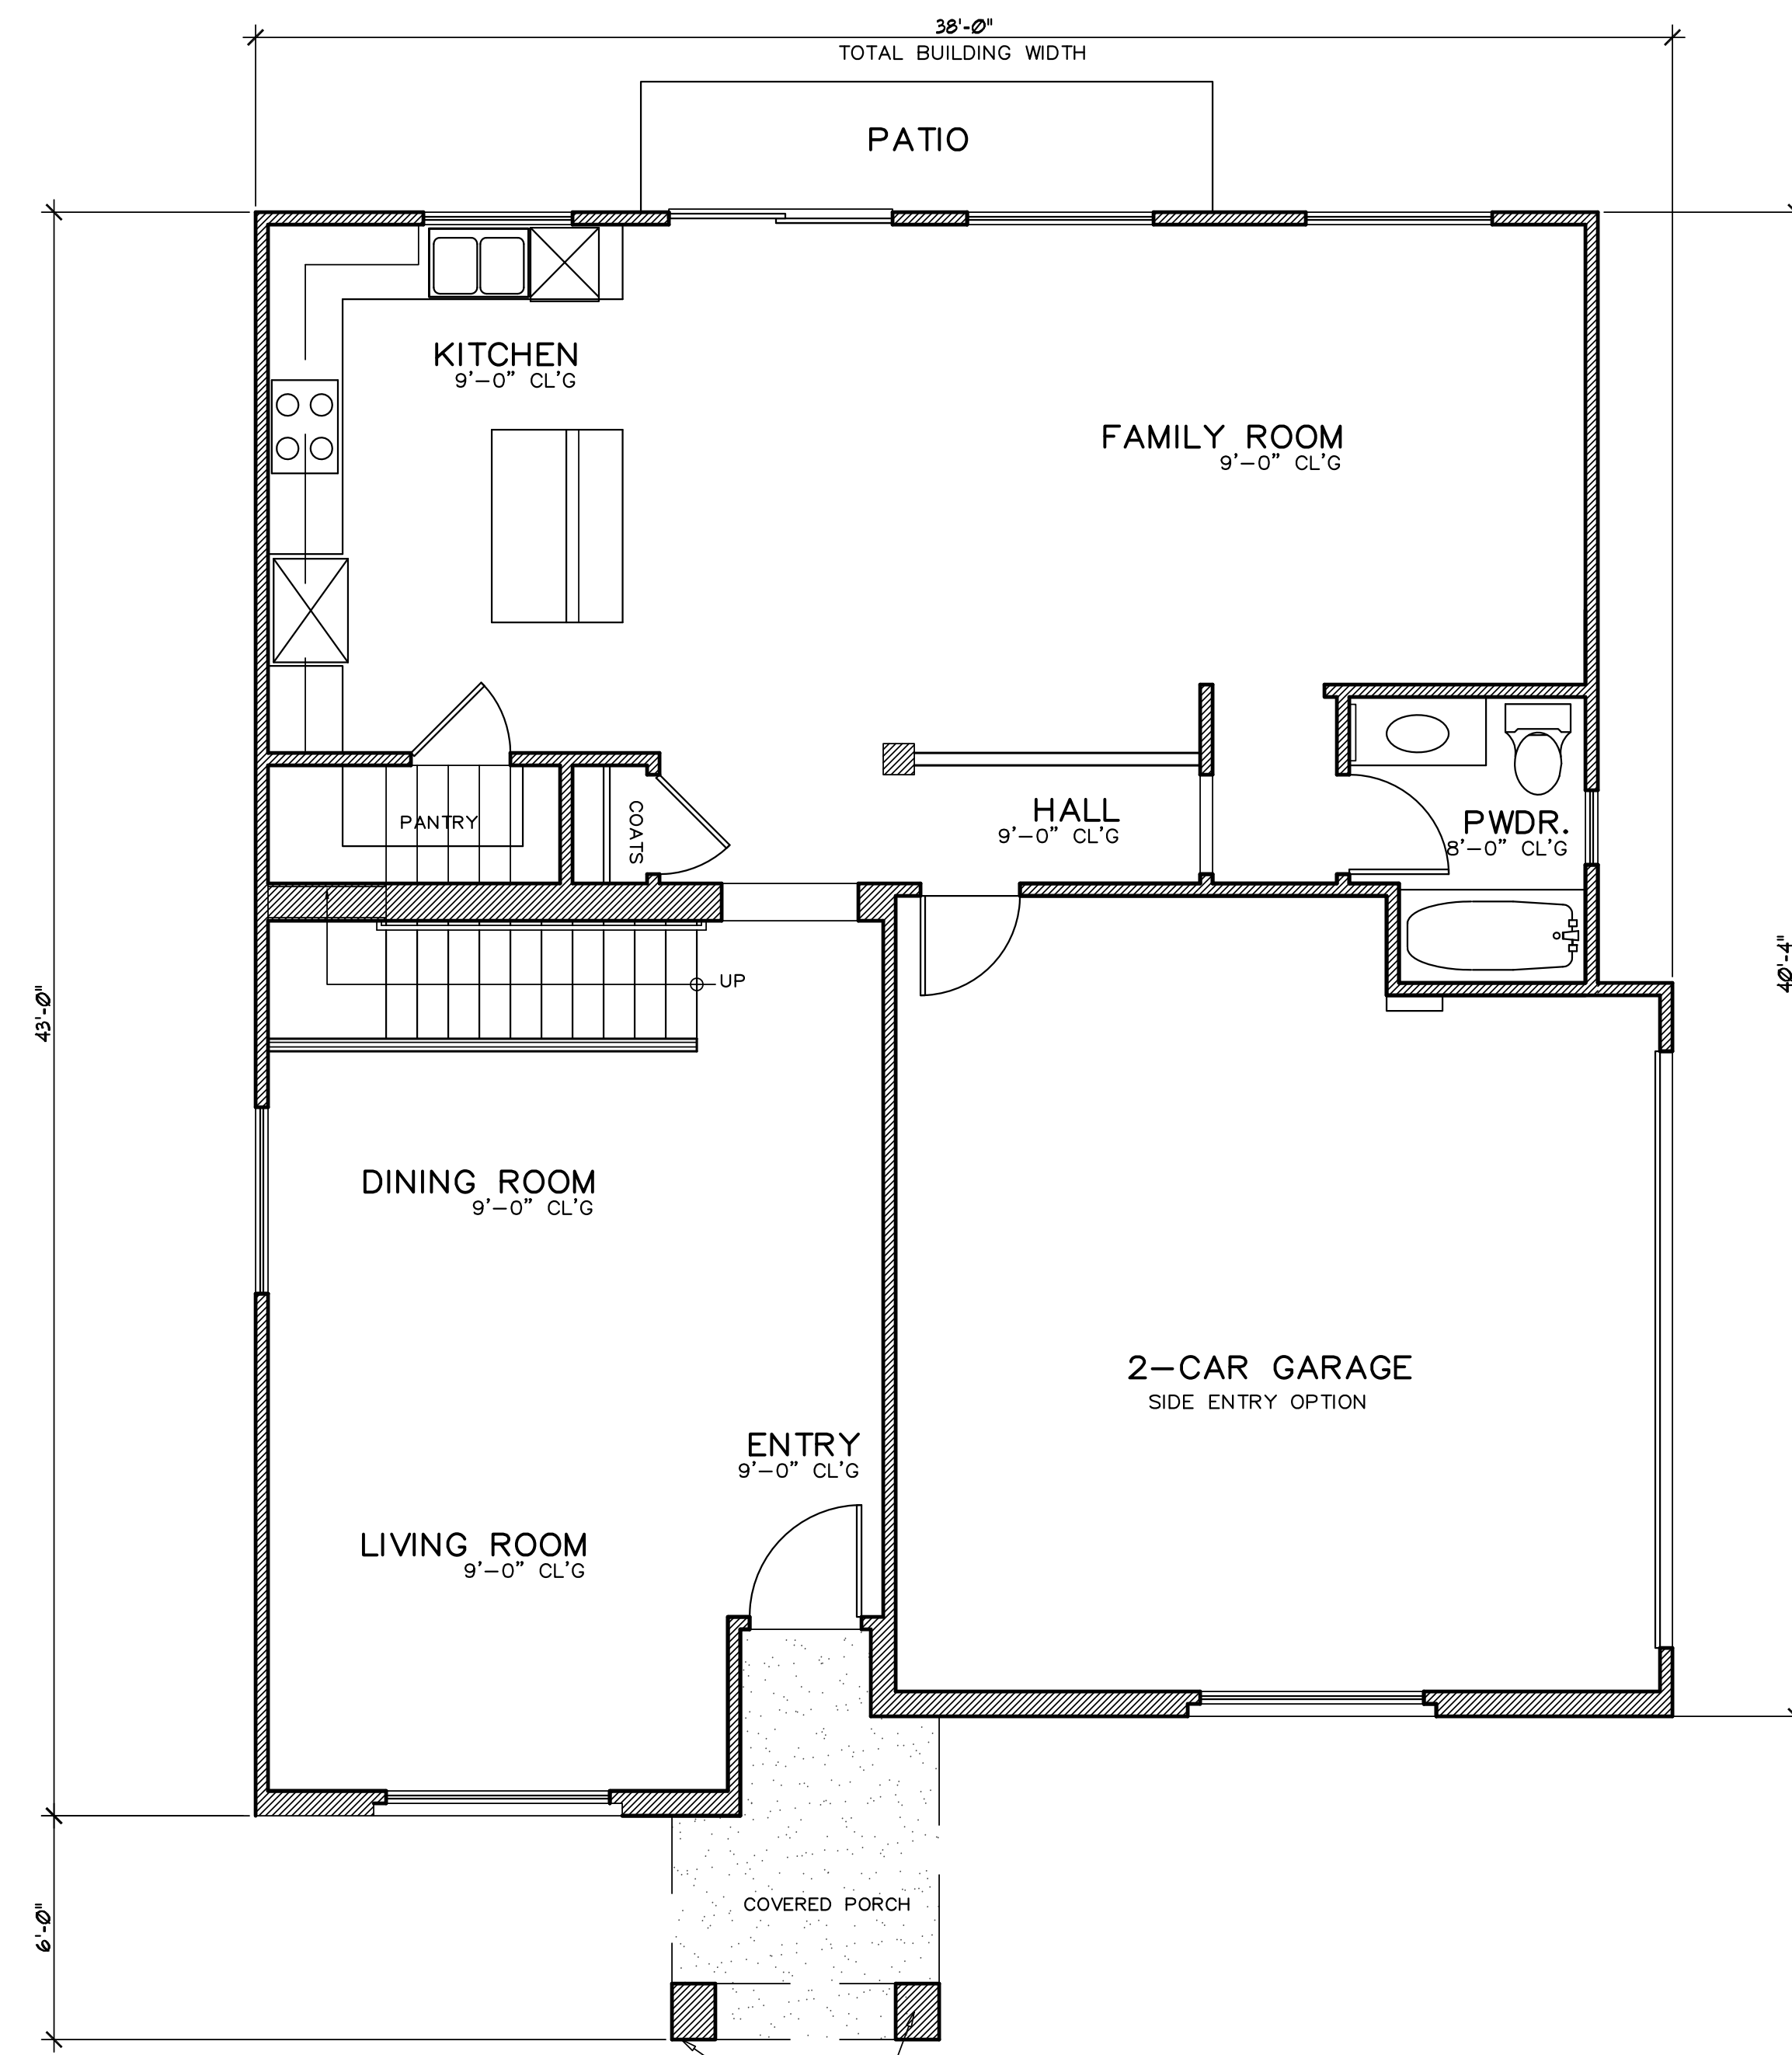 38'-0"
TOTAL BUILDING WIDTH
PATIO
KITCHEN
9'-0" CL'G
FAMILY ROOM
9'-0" CL'G
PANTRY
COATS
HALL
9'-0" CL'G
PWDR.
8'-0" CL'G
UP
43'-0"
40'-4"
DINING ROOM
9'-0" CL'G
2-CAR GARAGE
SIDE ENTRY OPTION
ENTRY
9'-0" CL'G
LIVING ROOM
9'-0" CL'G
COVERED PORCH
6'-0"